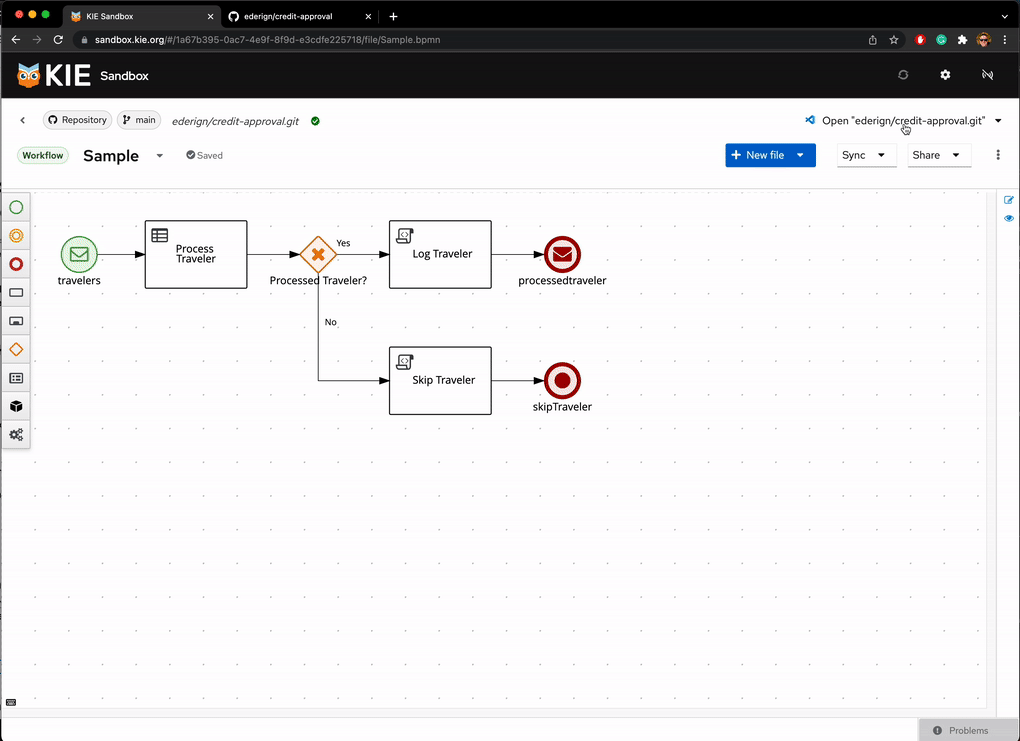 KIE Sandbox
ederign/credit-approval
sandbox.kie.org/#/1a67b395-0ac7-4e9f-8f9d-e3cdfe225718/file/Sample.bpmn
KIE Sandbox
Repository
main
ederign/credit-approval.git
Open "ederign/credit-approval.git"
Workflow
Sample
Saved
New file
Sync
Share
Process
Traveler
Yes
Log Traveler
travelers
Processed Traveler?
processedtraveler
No
Skip Traveler
skipTraveler
Problems